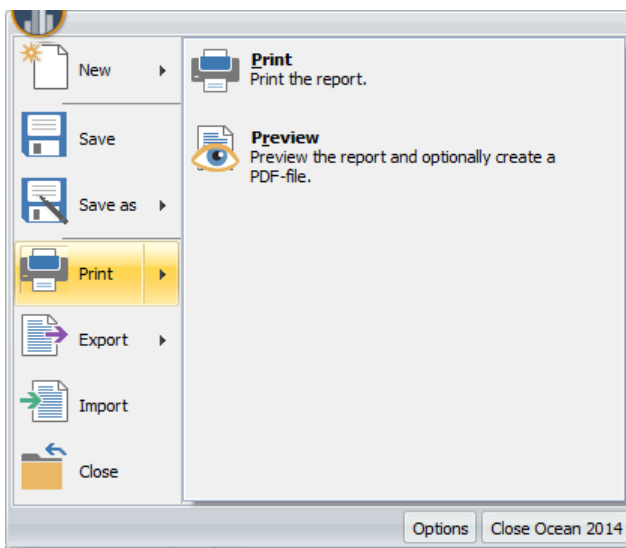 New
Save
Save as
Print
Export
Import
Close
Print
Print the report.
Preview
Preview the report and optionally create a
PDF-file.
Options
Close Ocean 2014